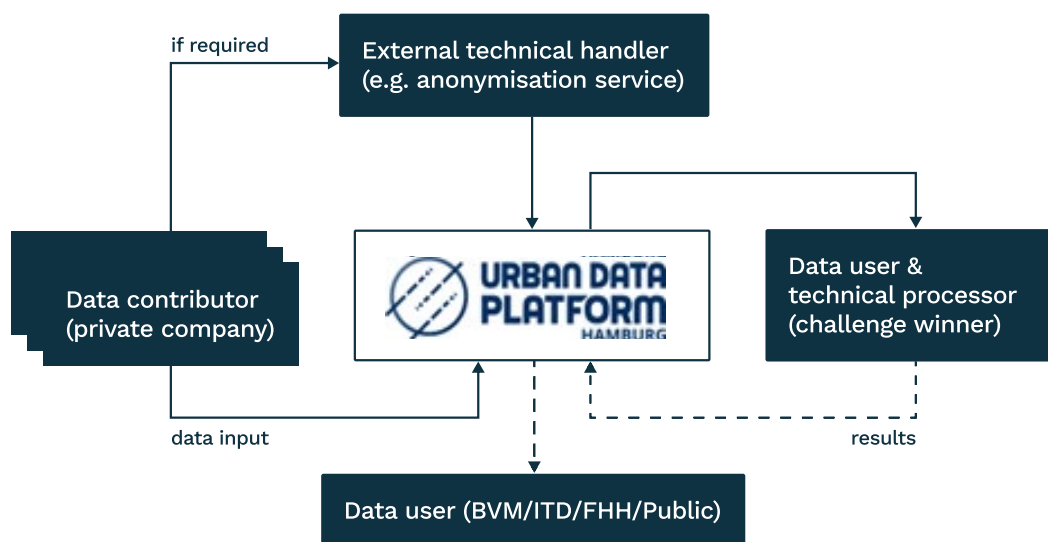 if required
External technical handler
(e.g. anonymisation service)
Data contributor
(private company)
URBAN DATA
PLATFORM
HAMBURG
Data user &
technical processor
(challenge winner)
data input
results
Data user (BVM/ITD/FHH/Public)